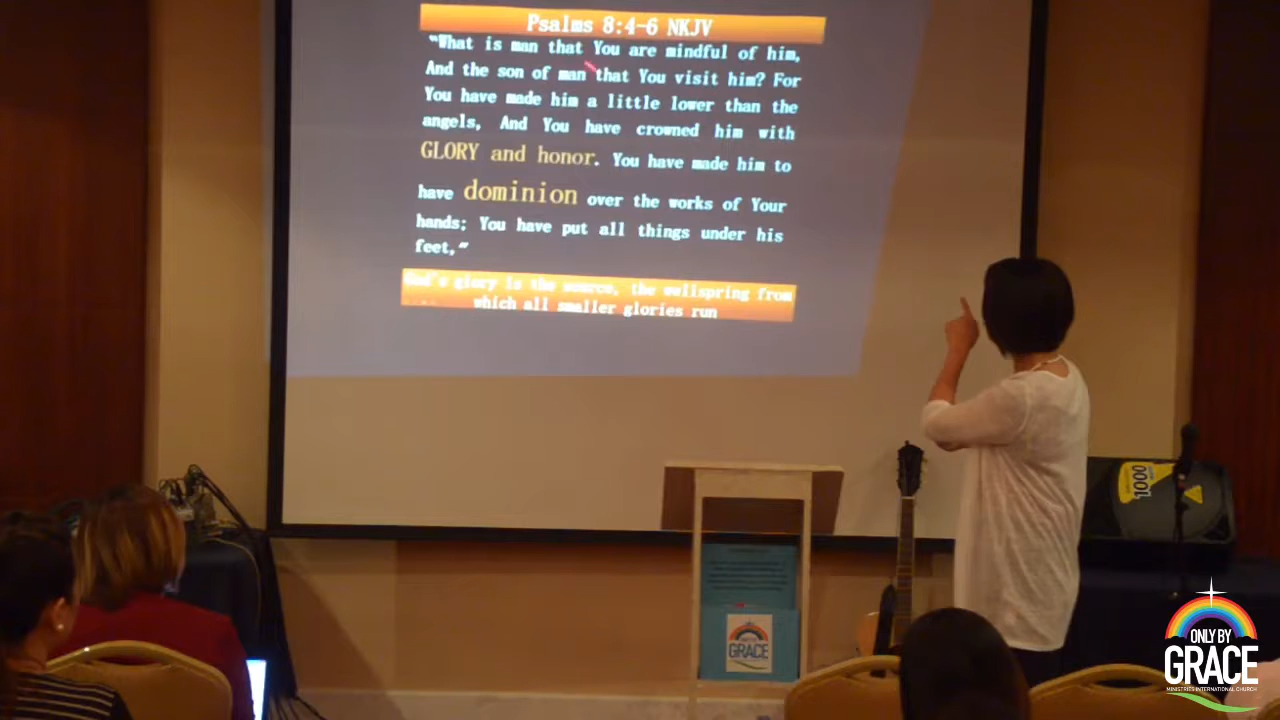 Psalms 8:4-6 NKJV
"What is man that You are mindful of him,
And the son of man that You visit him? For
You have made him a little lower than the
angels, And You have crowned him with
GLORY and honor. You have made him to
have dominion over the works of Your
hands; You have put all things under his
feet,"
God's glory is the source, the wellspring from
which all smaller glories run
1000
GRACE
ONLY BY
GRACE
MINISTRIES INTERNATIONAL CHURCH